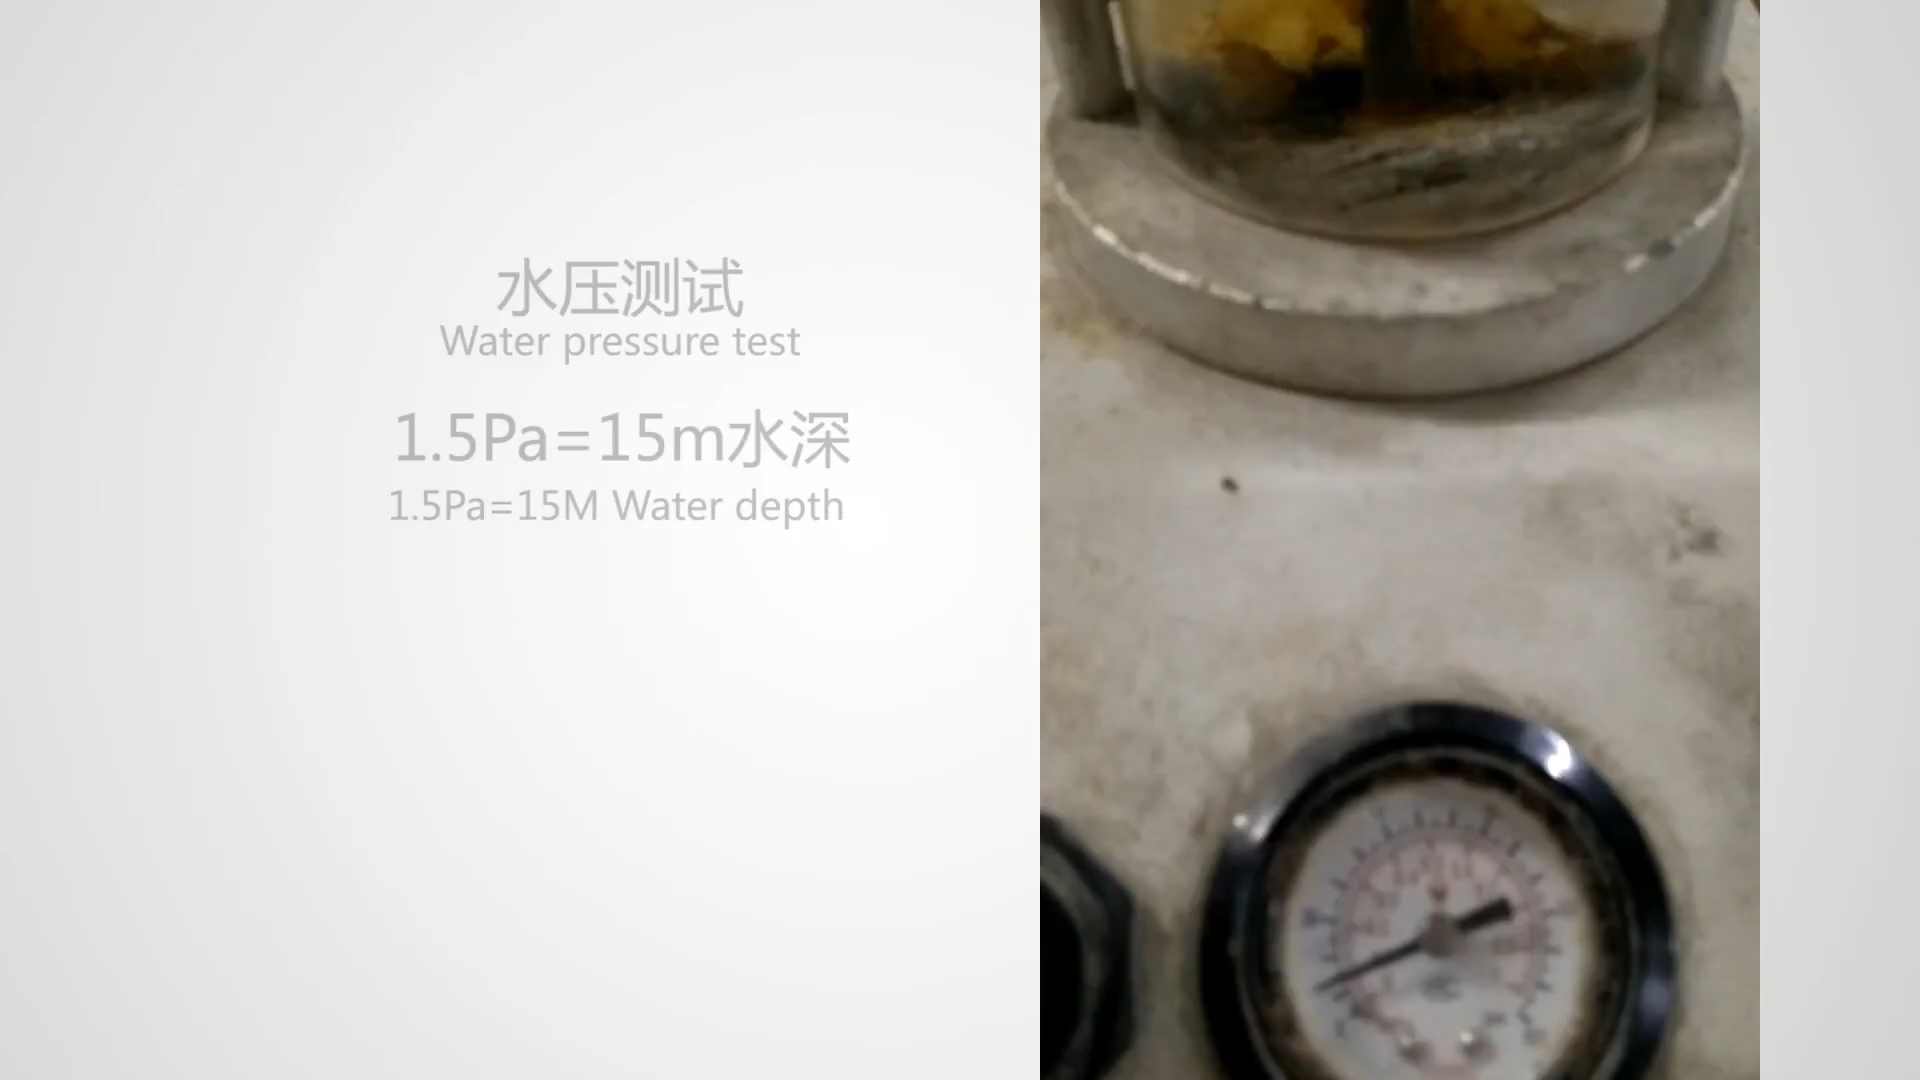 水压测试
Water pressure test
1.5Pa=15m水深
1.5Pa=15M Water depth